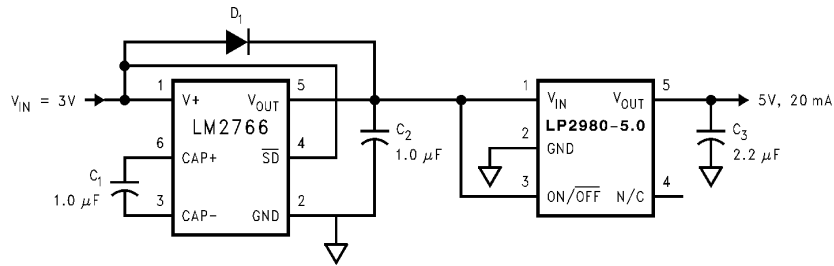 D1
VIN = 3V
1
V+
VOUT
5
LM2766
6
CAP+
SD
4
C1
1.0 μF
3
CAP-
GND
2
C2
1.0 μF
1
VIN
VOUT
5
5V, 20 mA
LP2980-5.0
2
GND
3
ON/OFF
N/C
4
C3
2.2 μF